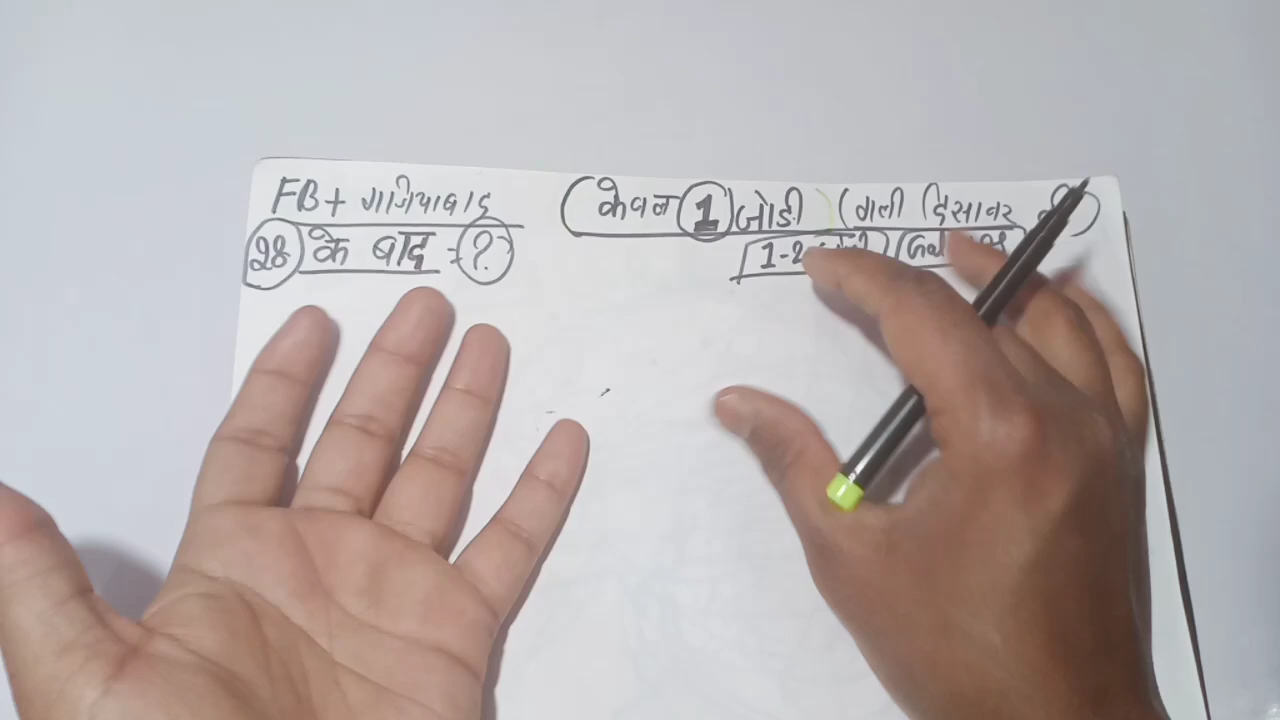 FB+ गाजियाबाद
28 के बाद = ?
(केवल 1 जोडी (गली दिसावर
1-2